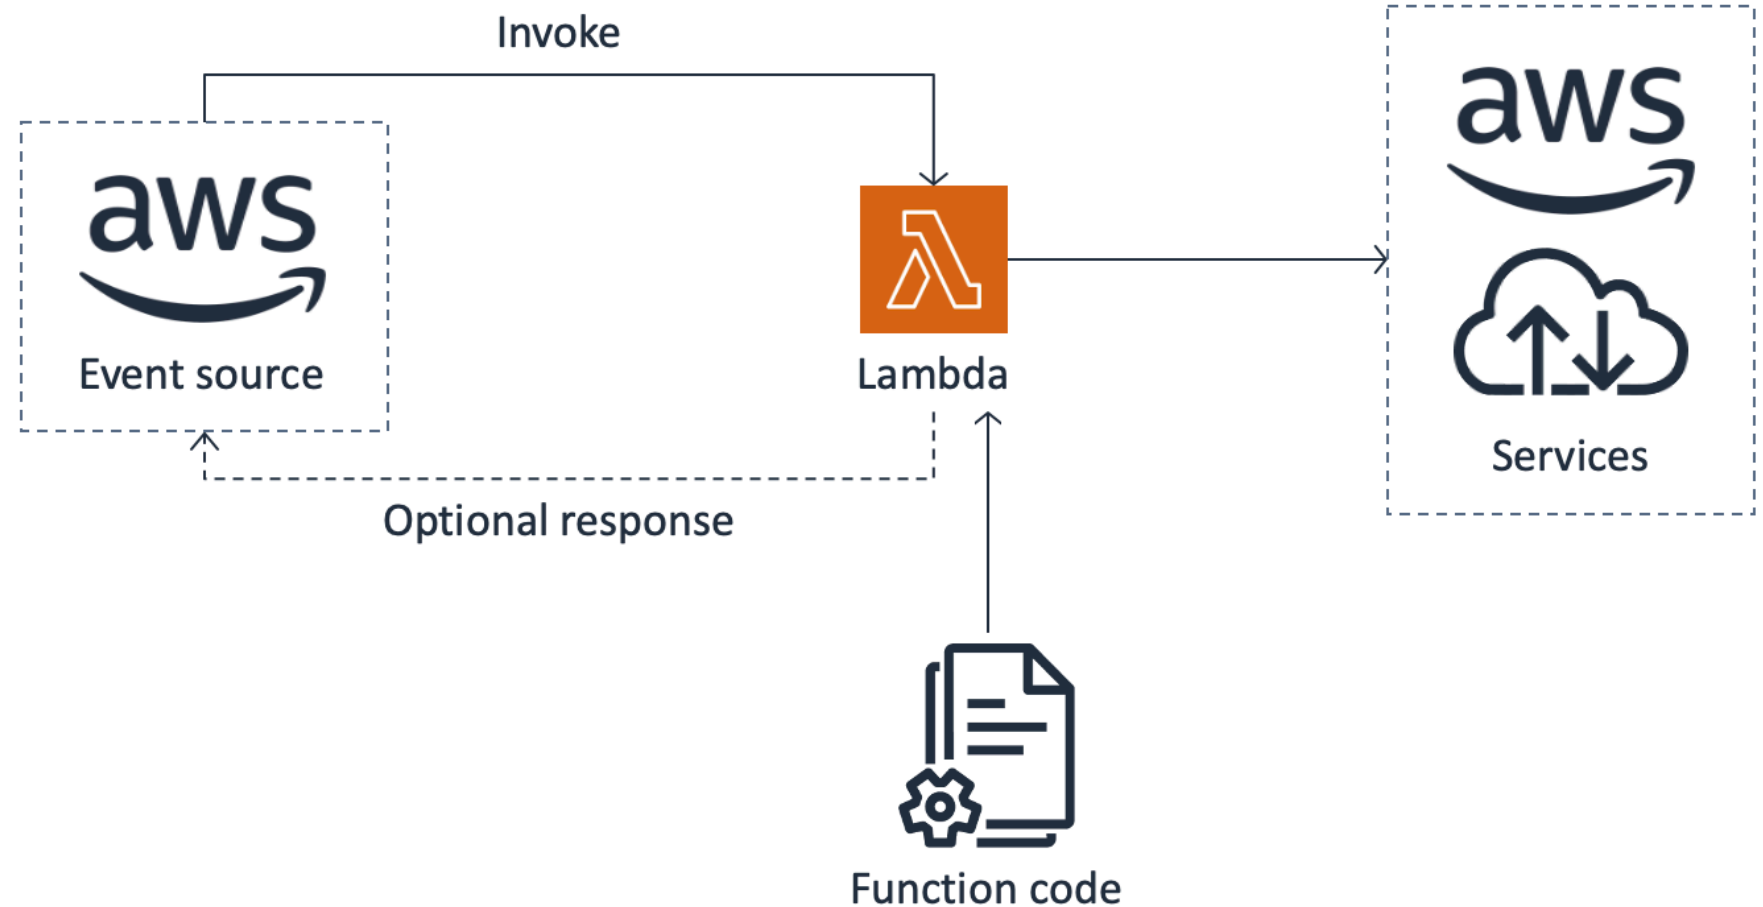 Invoke
aws
aws
Event source
Lambda
Services
Optional response
Function code